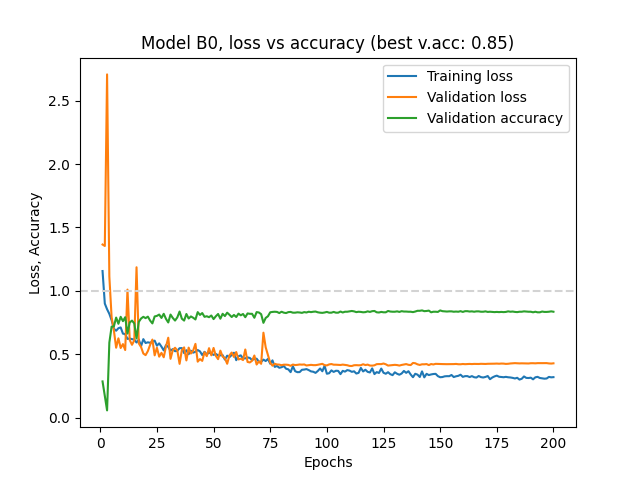 Model B0, loss vs accuracy (best v.acc: 0.85)
Training loss
Validation loss
Validation accuracy
Loss, Accuracy
2.5
2.0
1.5
1.0
0.5
0.0
0 25 50 75 100 125 150 175 200
Epochs